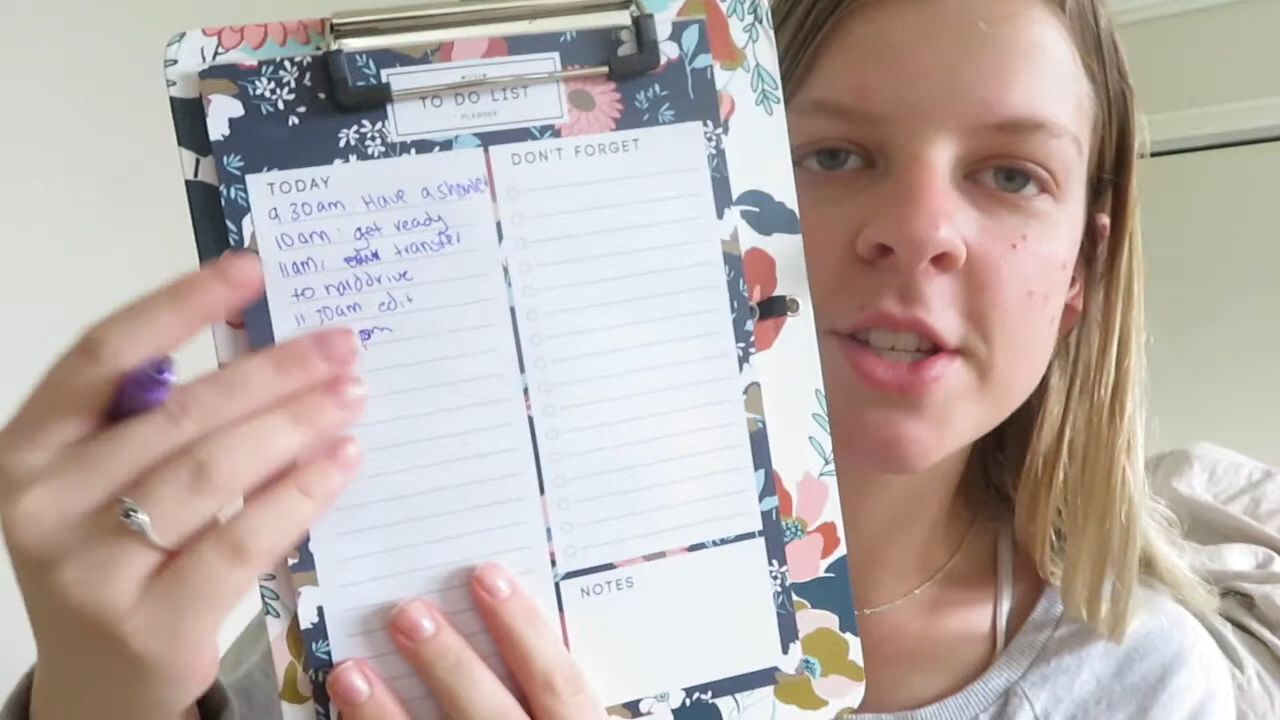 TO DO LIST
PLANNER
TODAY
9 30am: Have a shower
10am: get ready
11am: transfer
to harddrive
11 30am edit
pm
DON'T FORGET
NOTES